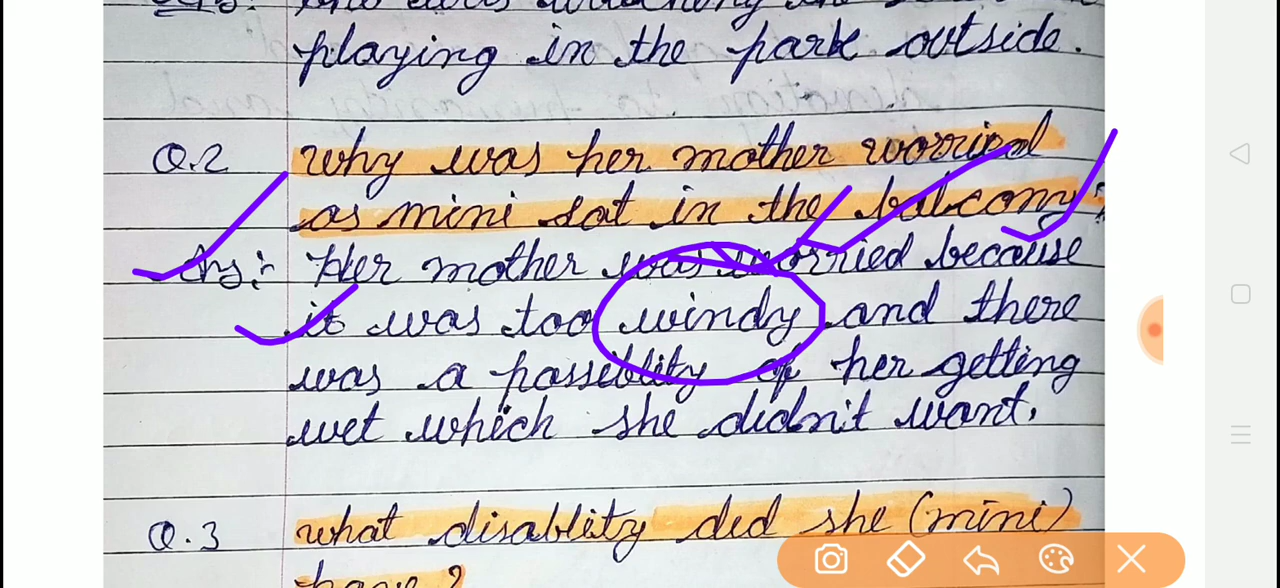 playing in the park outside.
Q.2 why was her mother worried
as mini sat in the balcony?
Ans:- Her mother was worried because
it was too windy and there
was a possiblity of her getting
wet which she didn't want.
Q.3 what disablity did she (mini)
have?